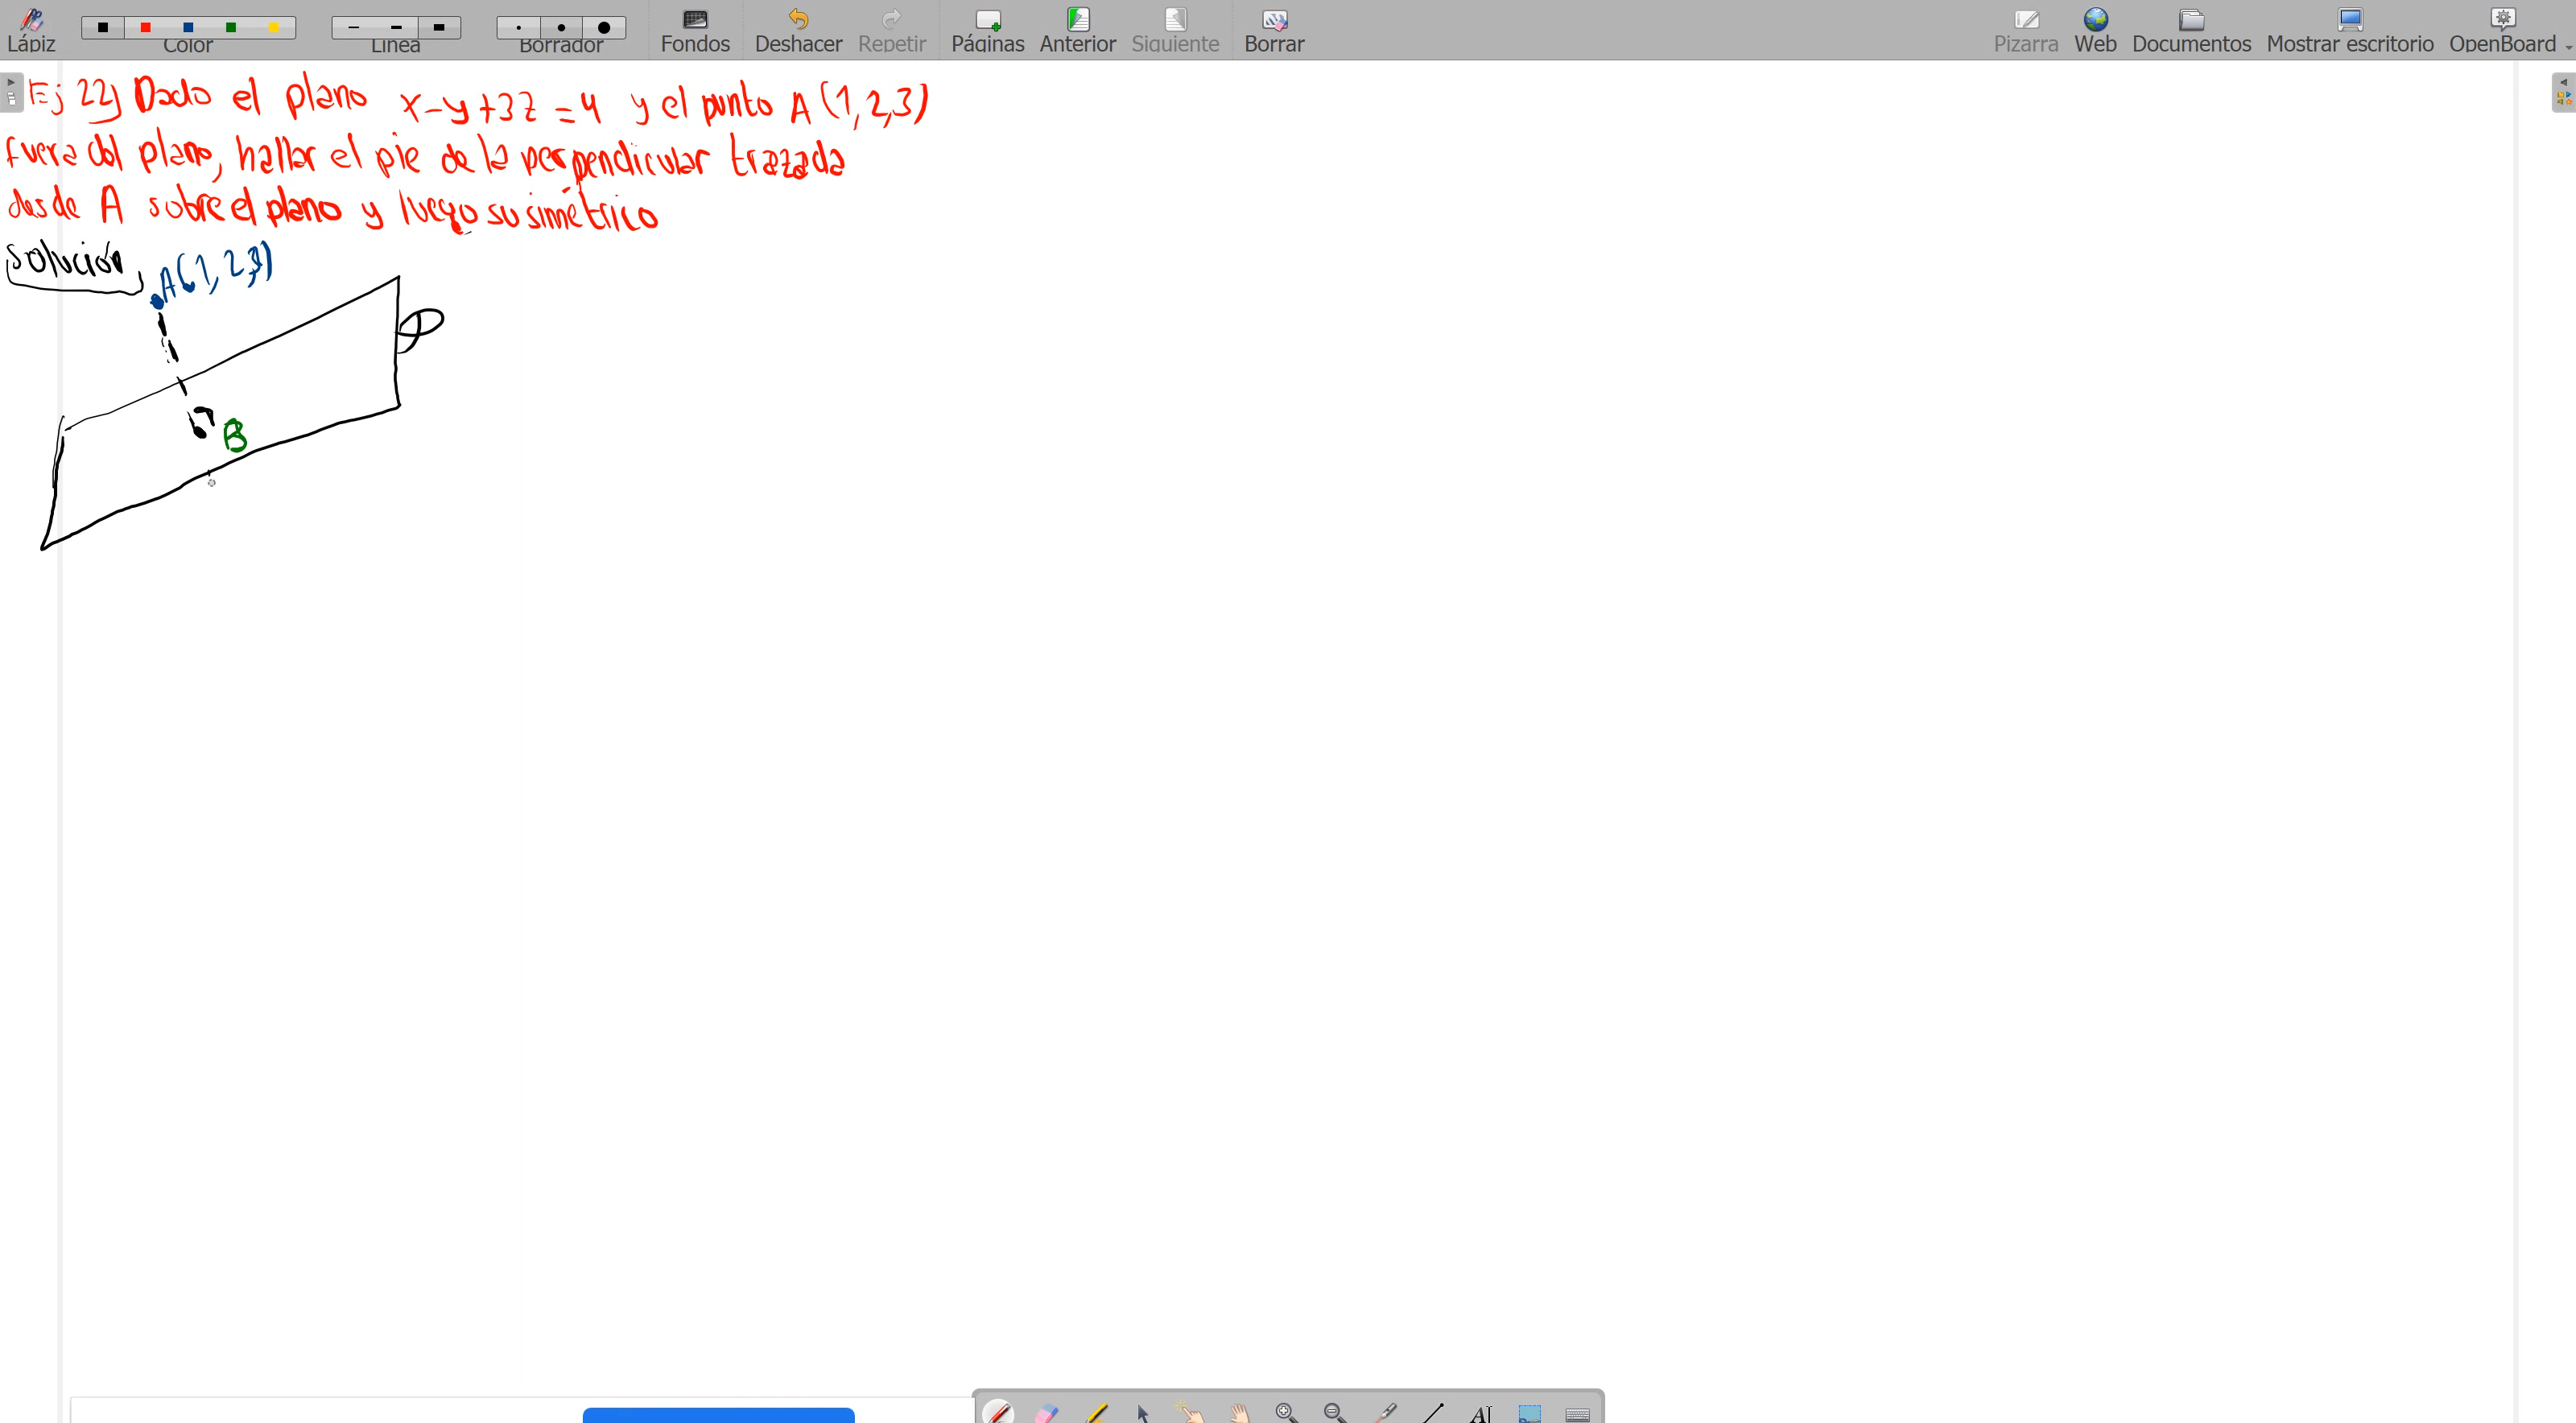 Lápiz Color Línea Borrador Fondos Deshacer Repetir Páginas Anterior Siguiente Borrar Pizarra Web Documentos Mostrar escritorio OpenBoard
Ej 22) Dado el plano x-y+3z=4 y el punto A(1,2,3)
fuera del plano, hallar el pie de la perpendicular trazada
desde A sobre el plano y luego su simétrico
Solución
A(1,2,3)
P
B